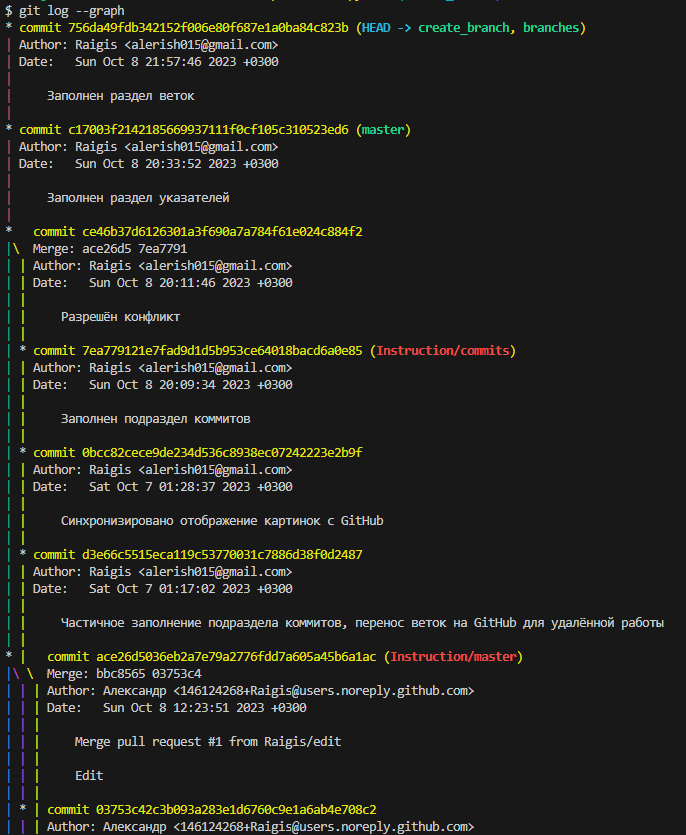 $ git log --graph
* commit 756da49fdb342152f006e80f687e1a0ba84c823b (HEAD -> create_branch, branches)
| Author: Raigis <alerish015@gmail.com>
| Date:   Sun Oct 8 21:57:46 2023 +0300
|
|     Заполнен раздел веток
|
* commit c17003f2142185669937111f0cf105c310523ed6 (master)
| Author: Raigis <alerish015@gmail.com>
| Date:   Sun Oct 8 20:33:52 2023 +0300
|
|     Заполнен раздел указателей
|
*   commit ce46b37d6126301a3f690a7a784f61e024c884f2
|\  Merge: ace26d5 7ea7791
| | Author: Raigis <alerish015@gmail.com>
| | Date:   Sun Oct 8 20:11:46 2023 +0300
| |
| |     Разрешён конфликт
| |
| * commit 7ea779121e7fad9d1d5b953ce64018bacd6a0e85 (Instruction/commits)
| | Author: Raigis <alerish015@gmail.com>
| | Date:   Sun Oct 8 20:09:34 2023 +0300
| |
| |     Заполнен подраздел коммитов
| |
| * commit 0bcc82cece9de234d536c8938ec07242223e2b9f
| | Author: Raigis <alerish015@gmail.com>
| | Date:   Sat Oct 7 01:28:37 2023 +0300
| |
| |     Синхронизировано отображение картинок с GitHub
| |
| * commit d3e66c5515eca119c53770031c7886d38f0d2487
| | Author: Raigis <alerish015@gmail.com>
| | Date:   Sat Oct 7 01:17:02 2023 +0300
| |
| |     Частичное заполнение подраздела коммитов, перенос веток на GitHub для удалённой работы
| |
* |   commit ace26d5036eb2a7e79a2776fdd7a605a45b6a1ac (Instruction/master)
|\ \  Merge: bbc8565 03753c4
| | | Author: Александр <146124268+Raigis@users.noreply.github.com>
| | | Date:   Sun Oct 8 12:23:51 2023 +0300
| | |
| | |     Merge pull request #1 from Raigis/edit
| | |
| | |     Edit
| | |
| * | commit 03753c42c3b093a283e1d6760c9e1a6ab4e708c2
| | | Author: Александр <146124268+Raigis@users.noreply.github.com>